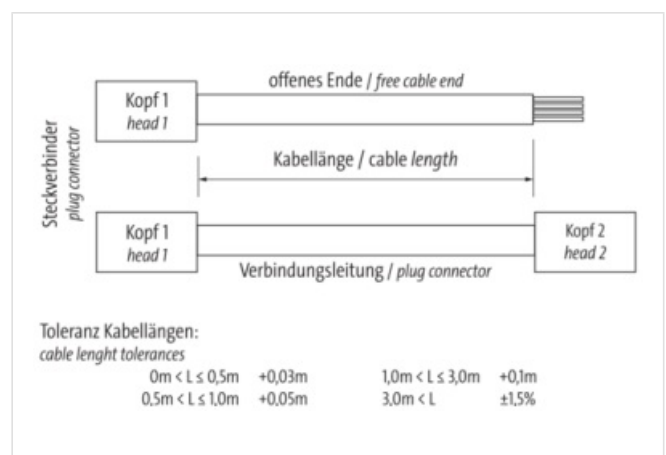 offenes Ende / free cable end
Kopf 1
head 1
Steckverbinder
plug connector
Kabellänge / cable length
Kopf 1
head 1
Kopf 2
head 2
Verbindungsleitung / plug connector
Toleranz Kabellängen:
cable lenght tolerances
0m < L ≤ 0,5m +0,03m 1,0m < L ≤ 3,0m +0,1m
0,5m < L ≤ 1,0m +0,05m 3,0m < L ±1,5%